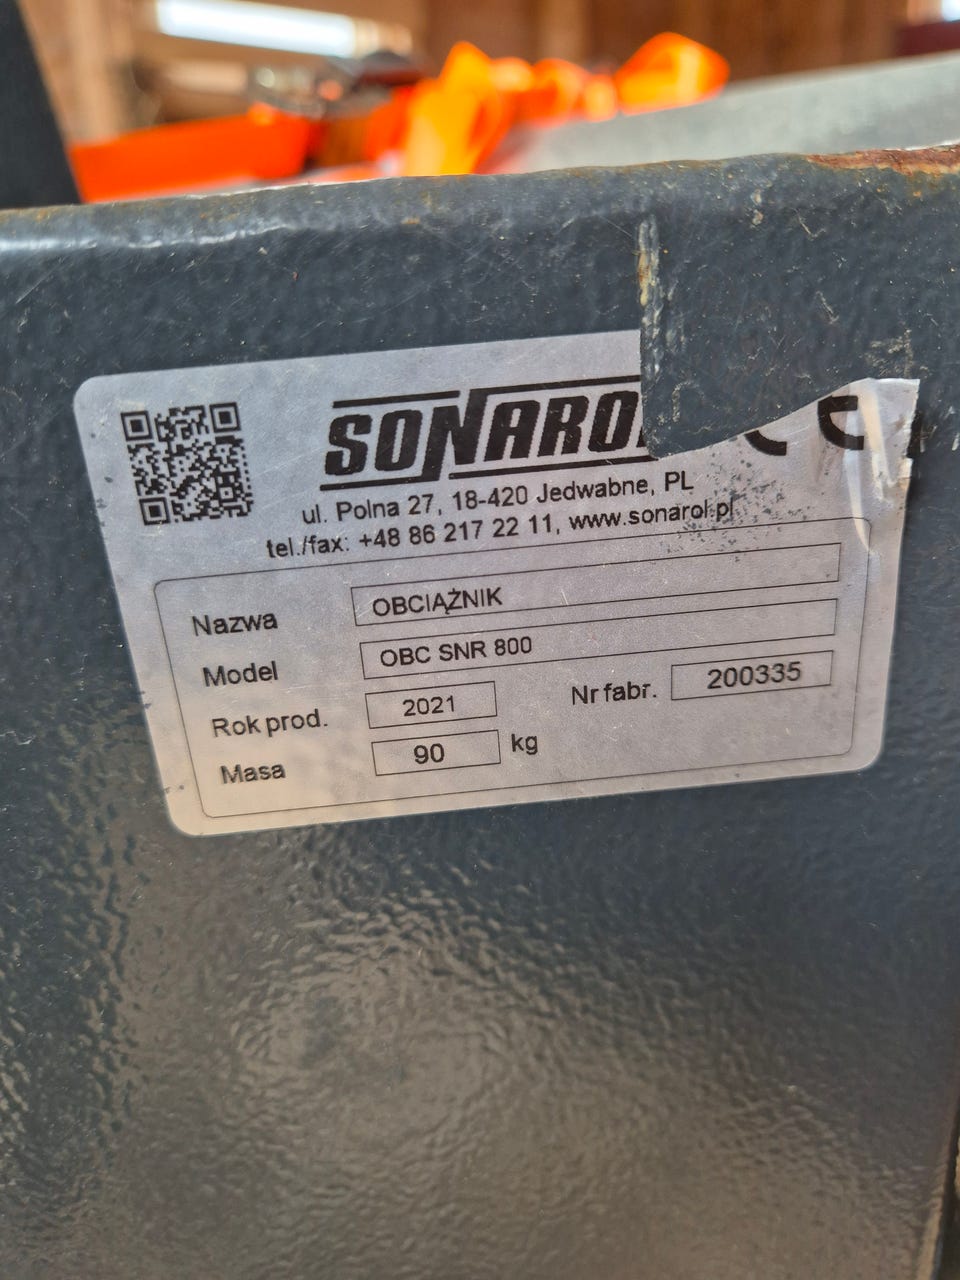 SONAROL CE
ul. Polna 27, 18-420 Jedwabne, PL
tel./fax: +48 86 217 22 11, www.sonarol.pl
Nazwa OBCIĄŻNIK
Model OBC SNR 800
Rok prod. 2021 Nr fabr. 200335
Masa 90 kg